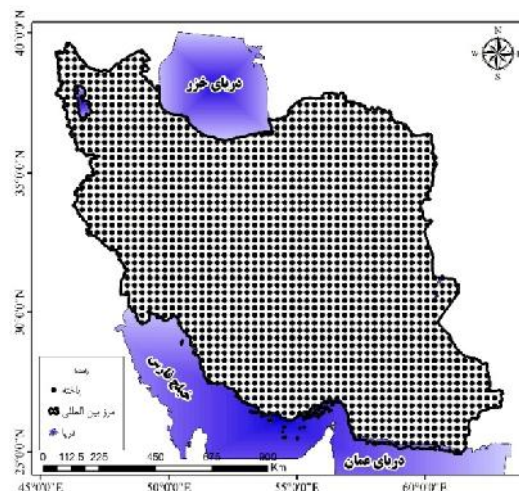 40°0'0"N
35°0'0"N
30°0'0"N
25°0'0"N
دریای خزر
N
W
S
خلیج فارس
دریای عمان
راهنما
یاخته
مرز بین المللی
دریا
0 112.5 225 450 675 900
Km
45°0'0"E 50°0'0"E 55°0'0"E 60°0'0"E